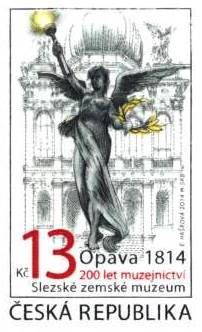 Kč 13 Opava 1814
200 let muzejnictví
Slezské zemské muzeum
ČESKÁ REPUBLIKA